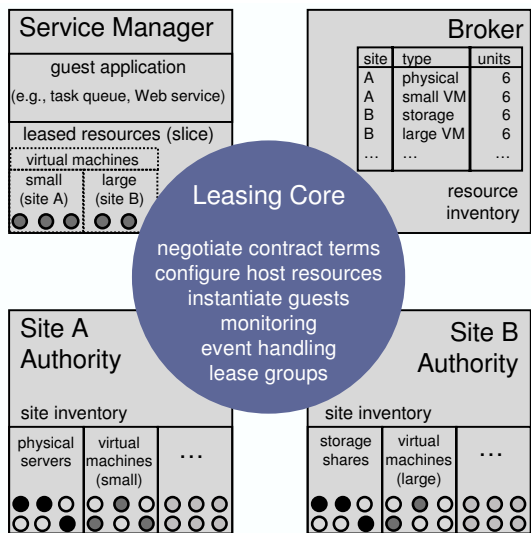 Service Manager
guest application
(e.g., task queue, Web service)
leased resources (slice)
virtual machines
small large
(site A) (site B)
Broker
site type units
A physical 6
A small VM 6
B storage 6
B large VM 6
... ... ...
resource
inventory
Leasing Core
negotiate contract terms
configure host resources
instantiate guests
monitoring
event handling
lease groups
Site A
Authority
site inventory
physical virtual ...
servers machines
(small)
Site B
Authority
site inventory
storage virtual ...
shares machines
(large)